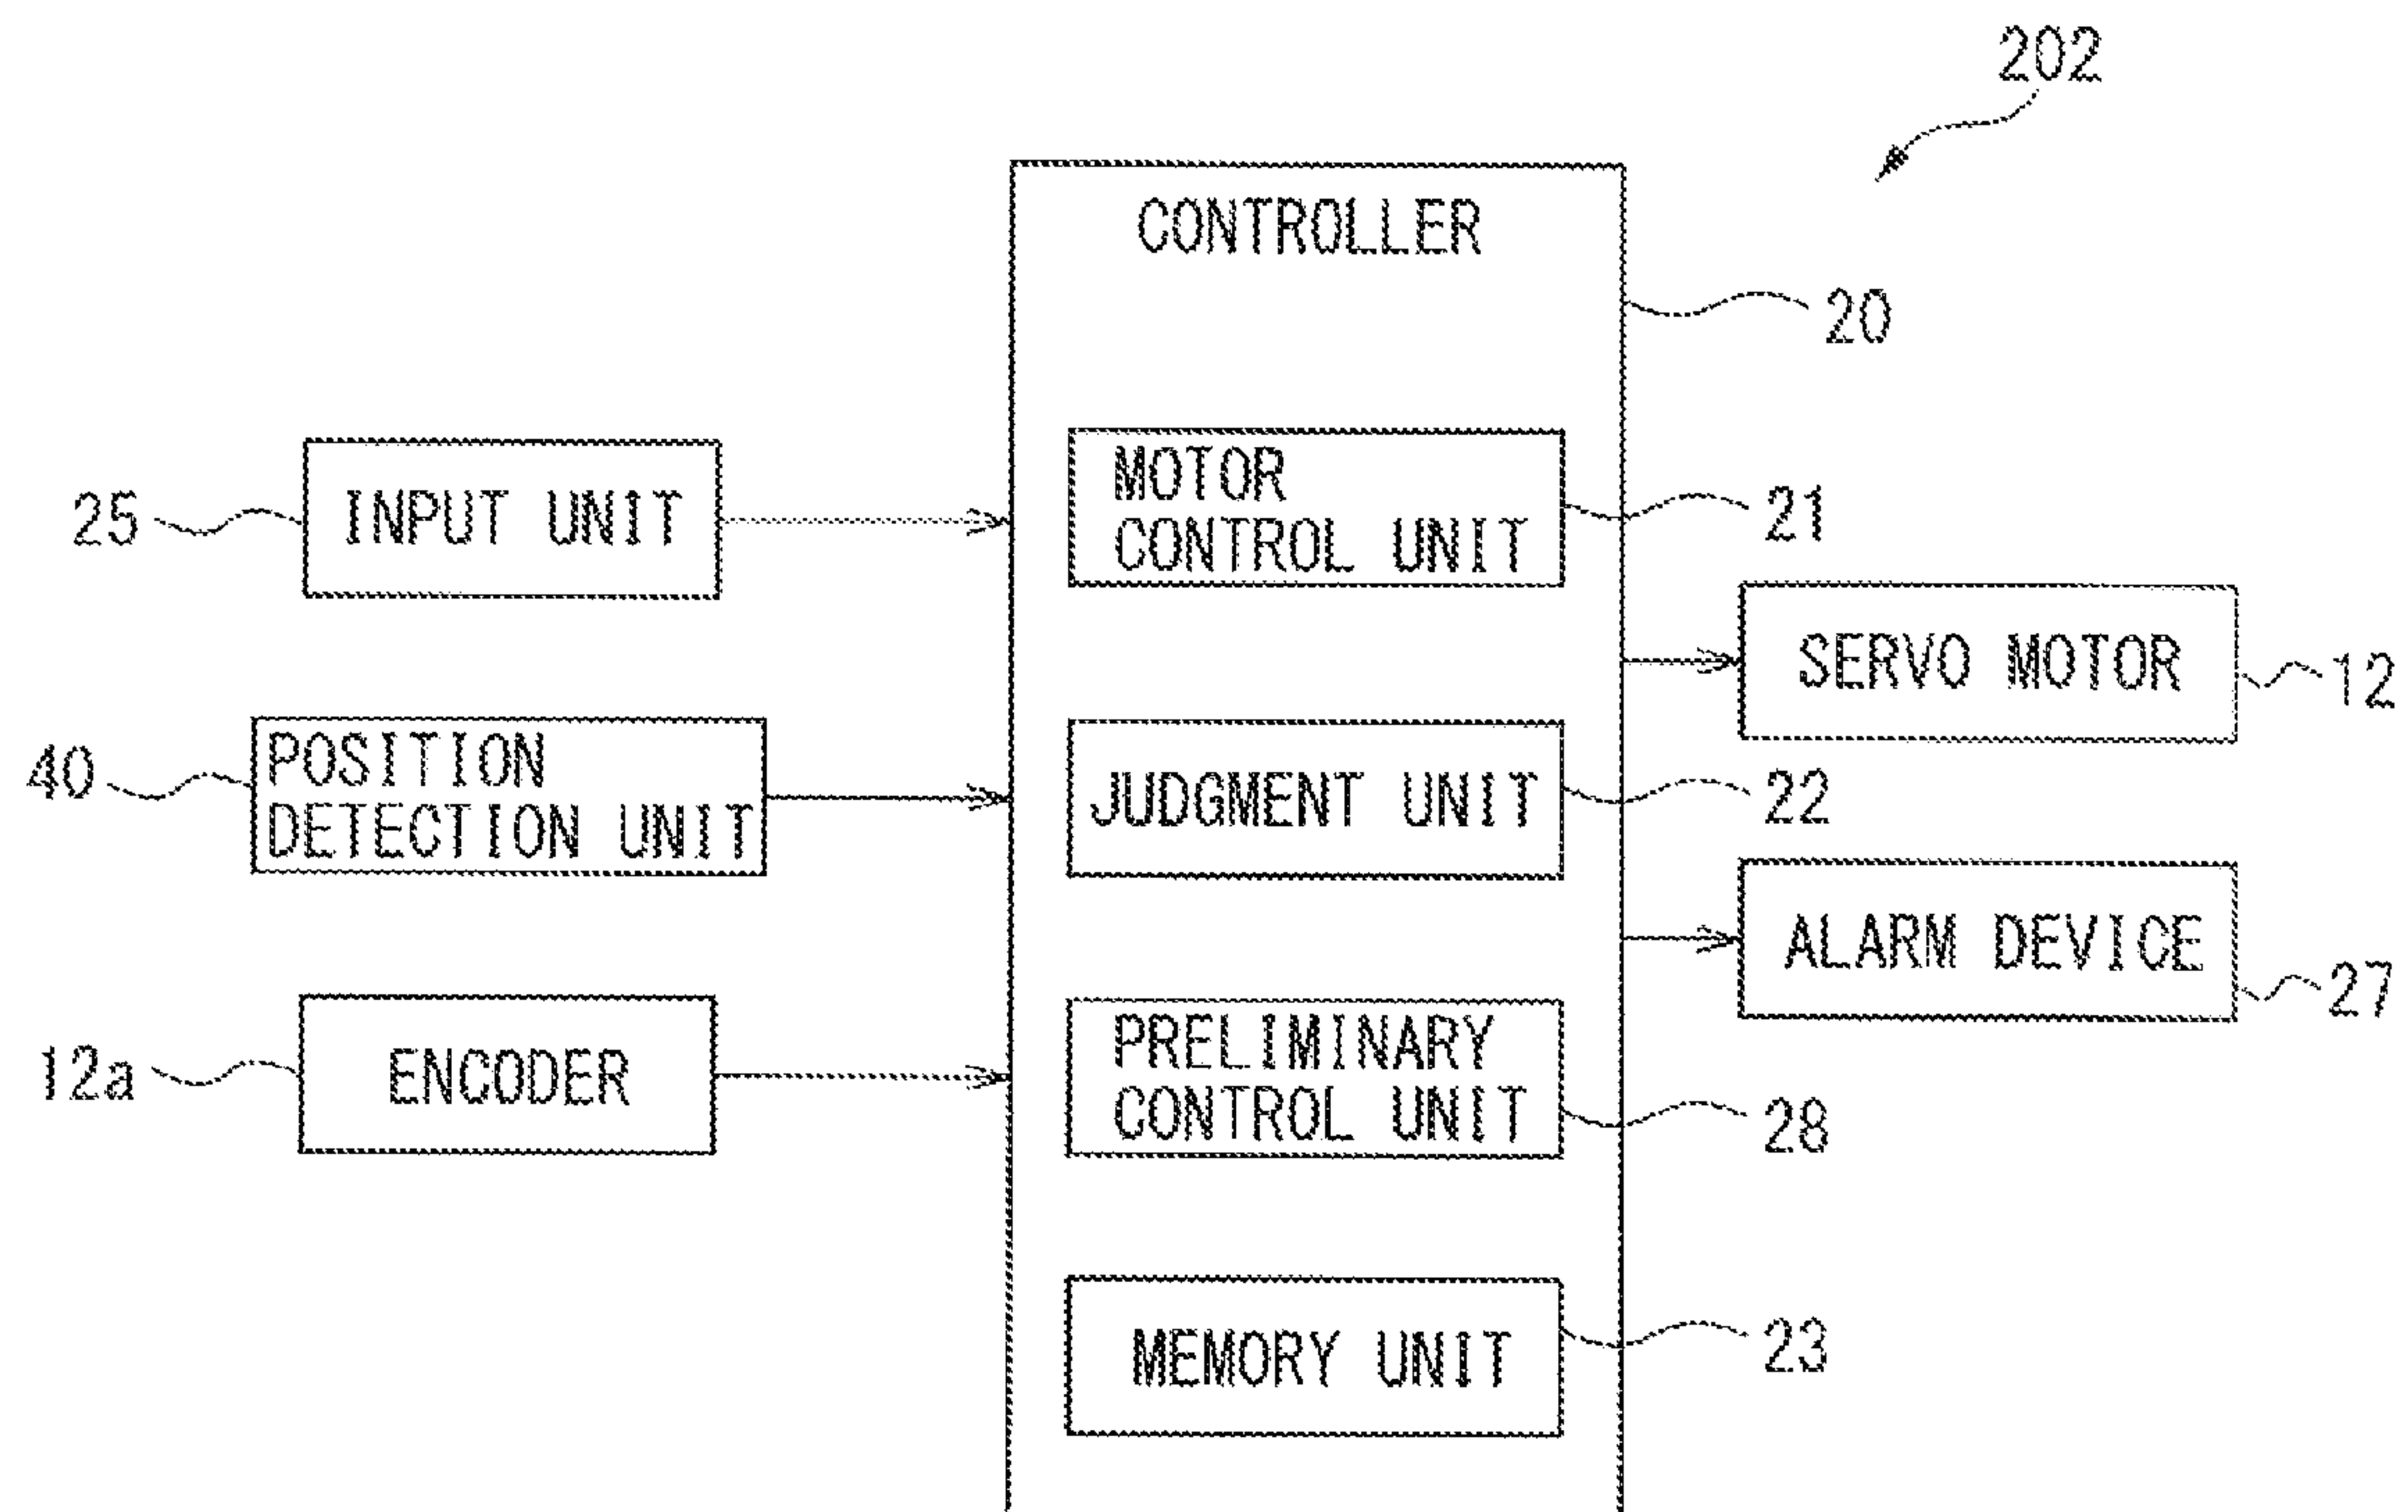 202
CONTROLLER
20
25
INPUT UNIT
MOTOR
CONTROL UNIT
21
SERVO MOTOR
12
40
POSITION
DETECTION UNIT
JUDGMENT UNIT
22
ALARM DEVICE
27
12a
ENCODER
PRELIMINARY
CONTROL UNIT
28
MEMORY UNIT
23